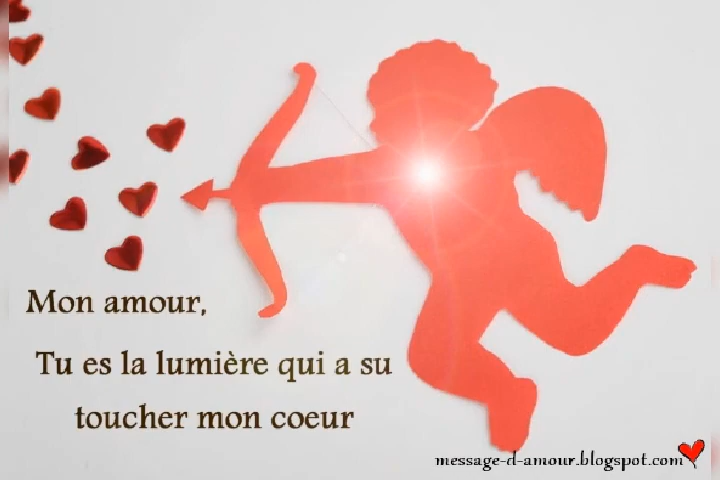 Mon amour,
Tu es la lumière qui a su
toucher mon coeur
message-d-amour.blogspot.com